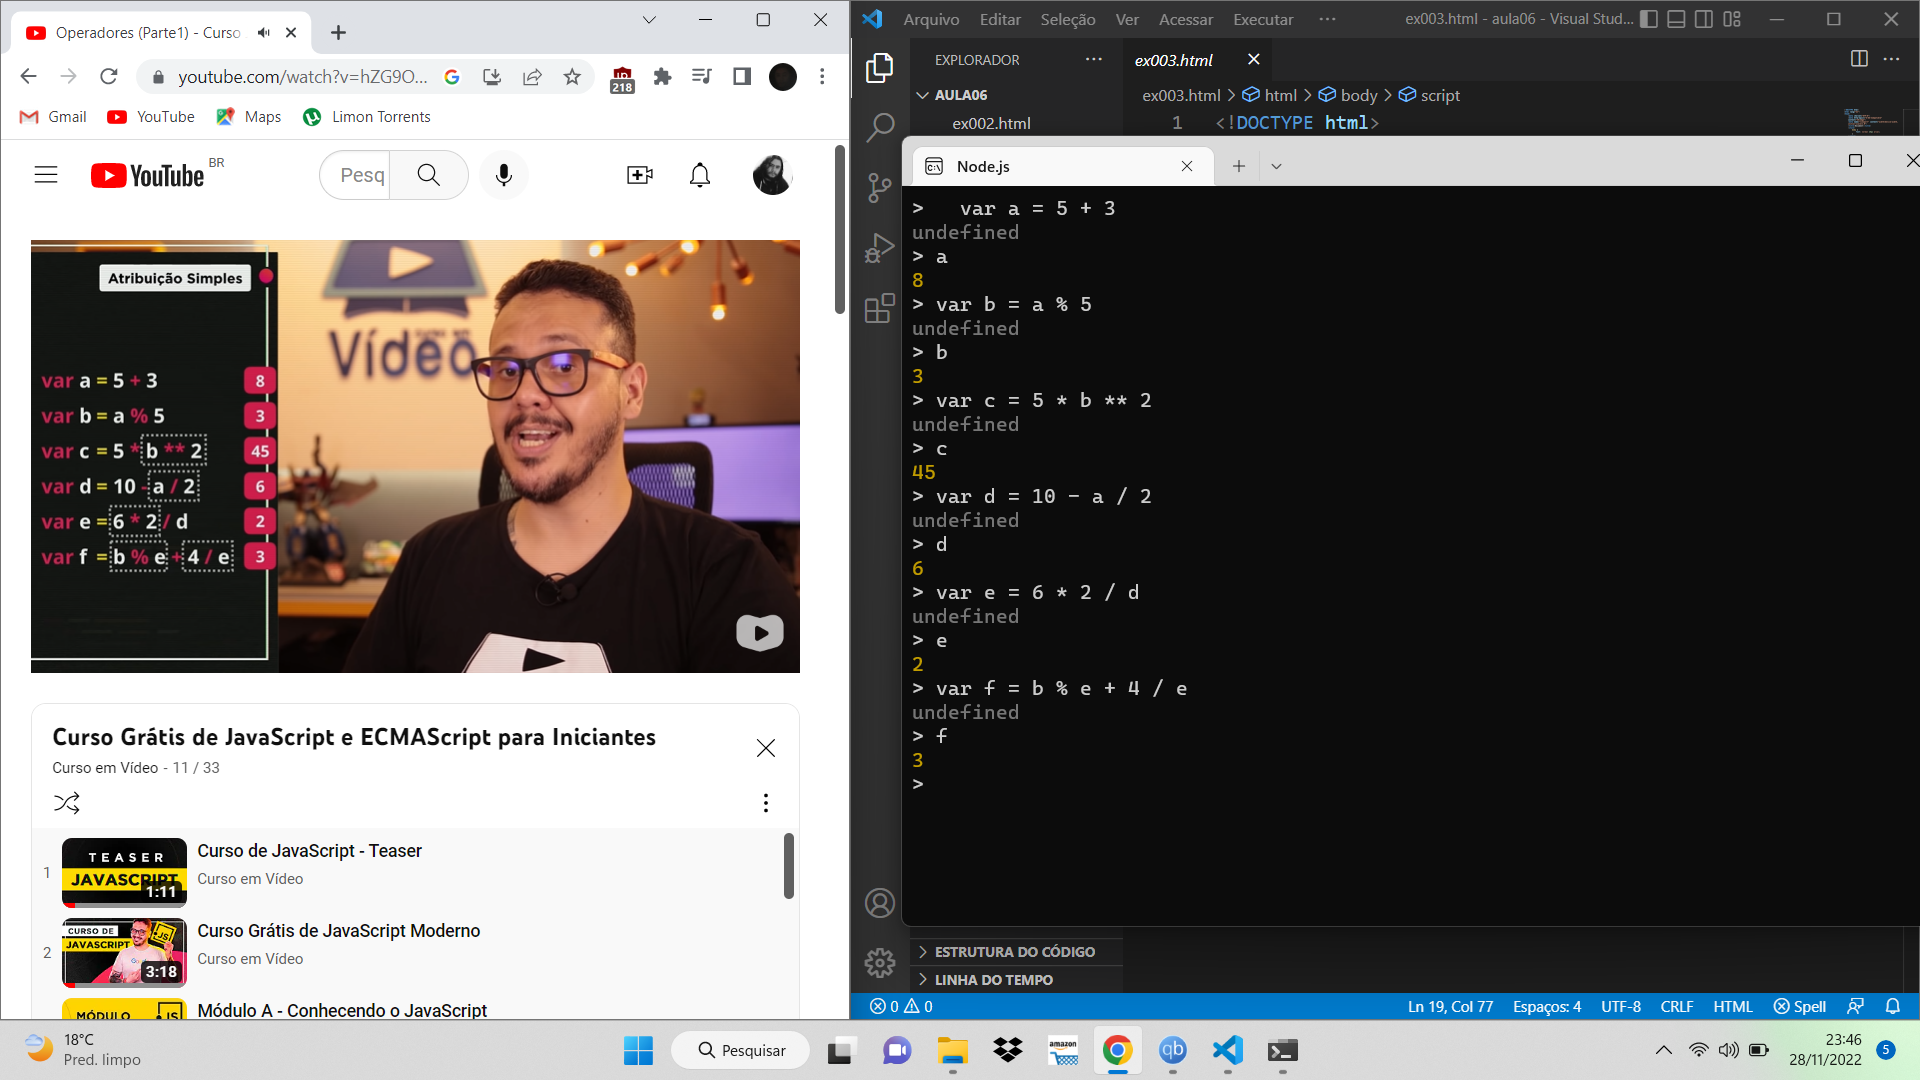 Operadores (Parte1) - Curso
youtube.com/watch?v=hZG9O...
218
Gmail
YouTube
Maps
Limon Torrents
YouTube BR
Pesq
Atribuição Simples
var a = 5 + 3 8
var b = a % 5 3
var c = 5 * b ** 2 45
var d = 10 - a / 2 6
var e = 6 * 2 / d 2
var f = b % e + 4 / e 3
Vídeo
Curso Grátis de JavaScript e ECMAScript para Iniciantes
Curso em Vídeo - 11 / 33
1
TEASER
JAVASCRIPT
1:11
Curso de JavaScript - Teaser
Curso em Vídeo
2
CURSO DE
JAVASCRIPT
JS
3:18
Curso Grátis de JavaScript Moderno
Curso em Vídeo
MÓDULO
JS
Módulo A - Conhecendo o JavaScript
Arquivo Editar Seleção Ver Acessar Executar ···
ex003.html - aula06 - Visual Stud...
EXPLORADOR
AULA06
ex002.html
ex003.html
ex003.html > html > body > script
1 <!DOCTYPE html>
Node.js
> var a = 5 + 3
undefined
> a
8
> var b = a % 5
undefined
> b
3
> var c = 5 * b ** 2
undefined
> c
45
> var d = 10 - a / 2
undefined
> d
6
> var e = 6 * 2 / d
undefined
> e
2
> var f = b % e + 4 / e
undefined
> f
3
>
ESTRUTURA DO CÓDIGO
LINHA DO TEMPO
0 0
Ln 19, Col 77 Espaços: 4 UTF-8 CRLF HTML Spell
18°C
Pred. limpo
Pesquisar
amazon
qb
23:46
28/11/2022
5